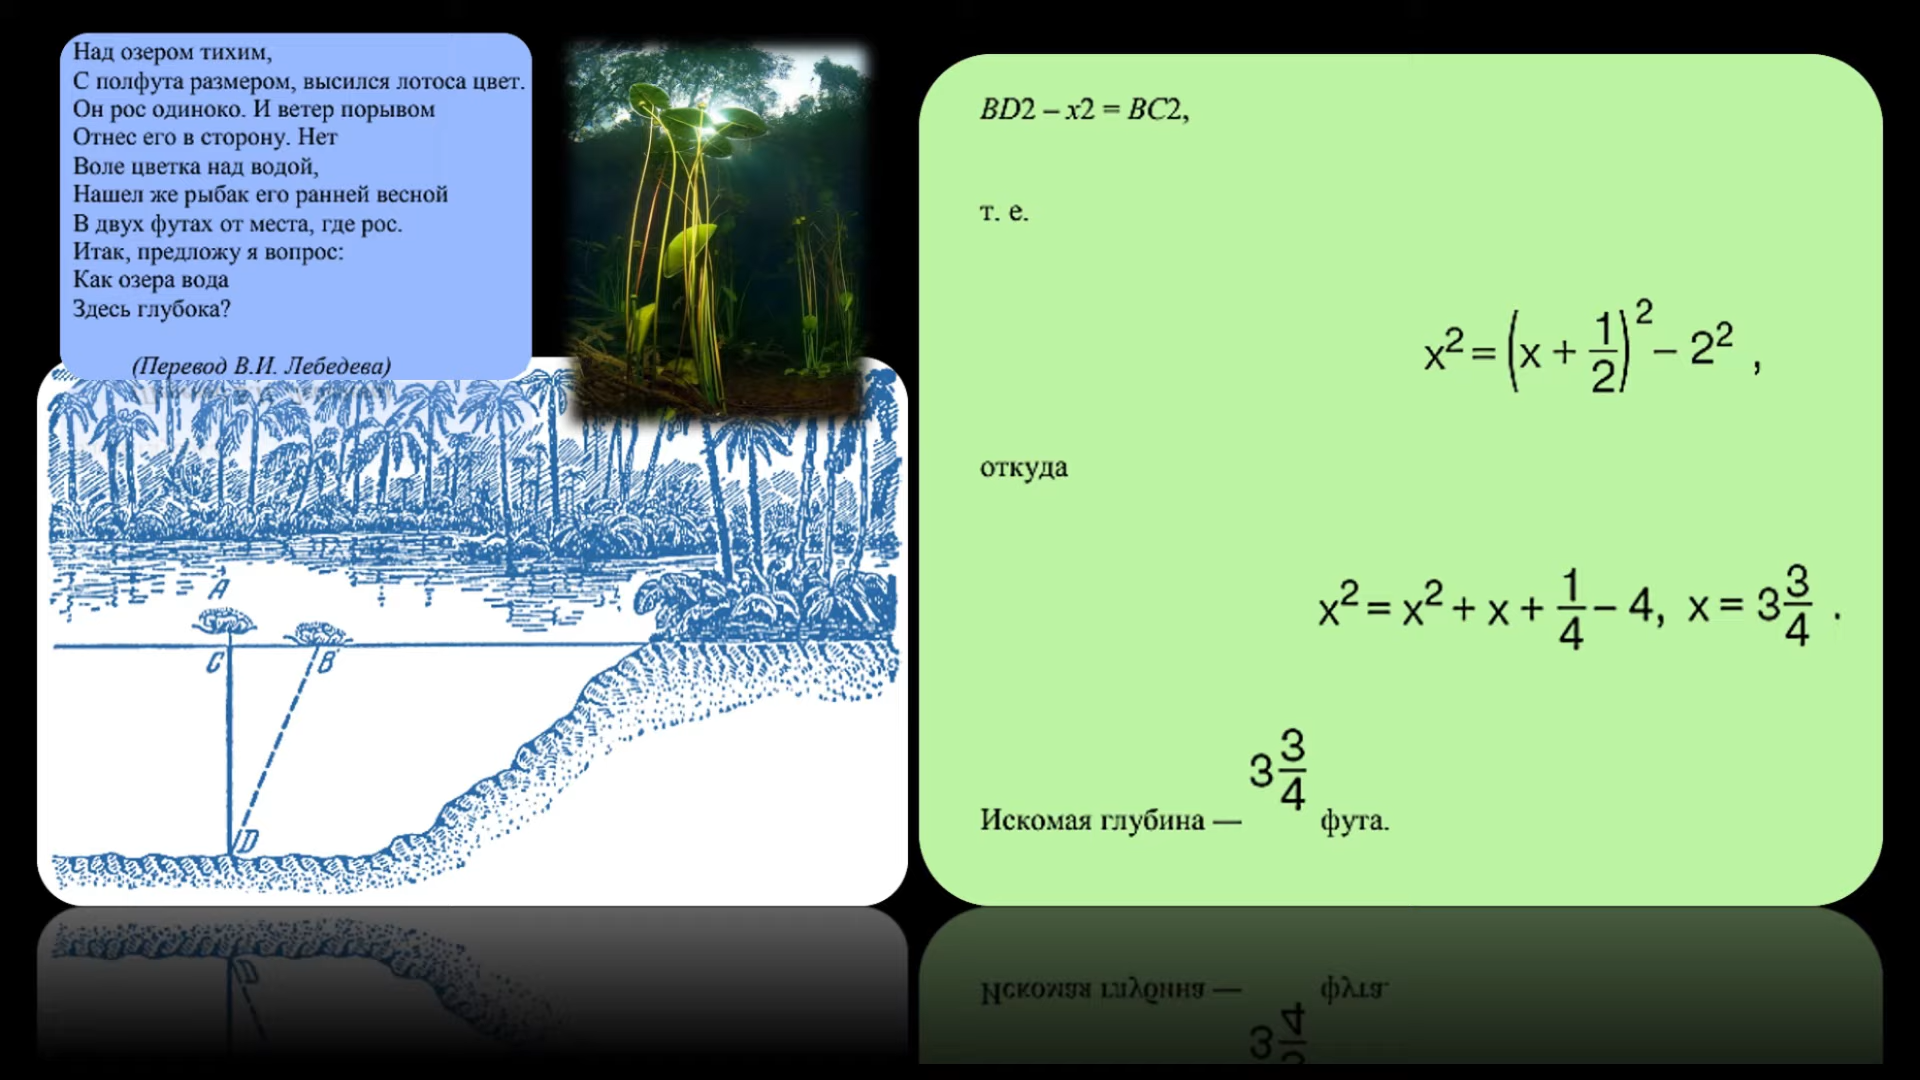 Над озером тихим,
С полфута размером, высился лотоса цвет.
Он рос одиноко. И ветер порывом
Отнес его в сторону. Нет
Воле цветка над водой,
Нашел же рыбак его ранней весной
В двух футах от места, где рос.
Итак, предложу я вопрос:
Как озера вода
Здесь глубока?
(Перевод В.И. Лебедева)
A
C
B
D
BD2 – x2 = BC2,
т. е.
x² = (x + 1/2)² – 2² ,
откуда
x² = x² + x + 1/4 – 4, x = 3 3/4 .
Искомая глубина — 3 3/4 фута.